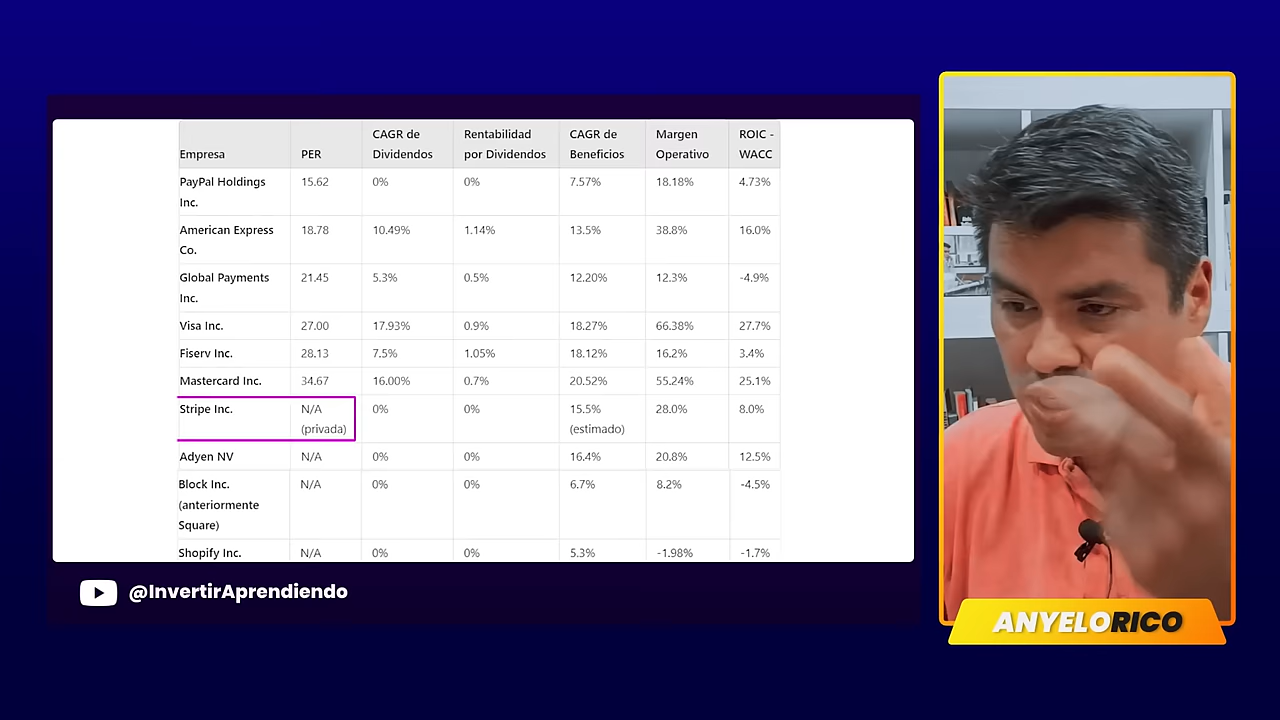 Empresa PER CAGR de Dividendos Rentabilidad por Dividendos CAGR de Beneficios Margen Operativo ROIC - WACC
PayPal Holdings Inc. 15.62 0% 0% 7.57% 18.18% 4.73%
American Express Co. 18.78 10.49% 1.14% 13.5% 38.8% 16.0%
Global Payments Inc. 21.45 5.3% 0.5% 12.20% 12.3% -4.9%
Visa Inc. 27.00 17.93% 0.9% 18.27% 66.38% 27.7%
Fiserv Inc. 28.13 7.5% 1.05% 18.12% 16.2% 3.4%
Mastercard Inc. 34.67 16.00% 0.7% 20.52% 55.24% 25.1%
Stripe Inc. N/A (privada) 0% 0% 15.5% (estimado) 28.0% 8.0%
Adyen NV N/A 0% 0% 16.4% 20.8% 12.5%
Block Inc. (anteriormente Square) N/A 0% 0% 6.7% 8.2% -4.5%
Shopify Inc. N/A 0% 0% 5.3% -1.98% -1.7%
@InvertirAprendiendo
ANYELORICO